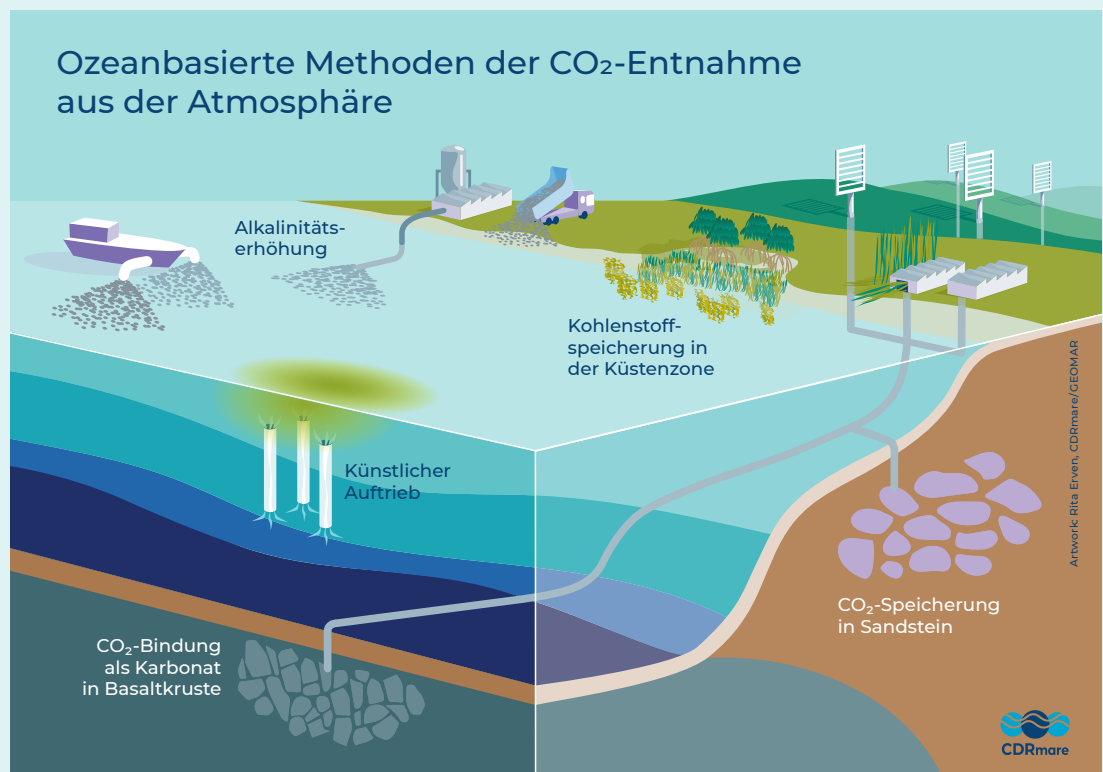 Ozeanbasierte Methoden der CO₂-Entnahme
aus der Atmosphäre
Alkalinitäts-
erhöhung
Kohlenstoff-
speicherung in
der Küstenzone
Künstlicher
Auftrieb
CO₂-Speicherung
in Sandstein
CO₂-Bindung
als Karbonat
in Basaltkruste
Artwork: Rita Erven, CDRmare/GEOMAR
CDRmare